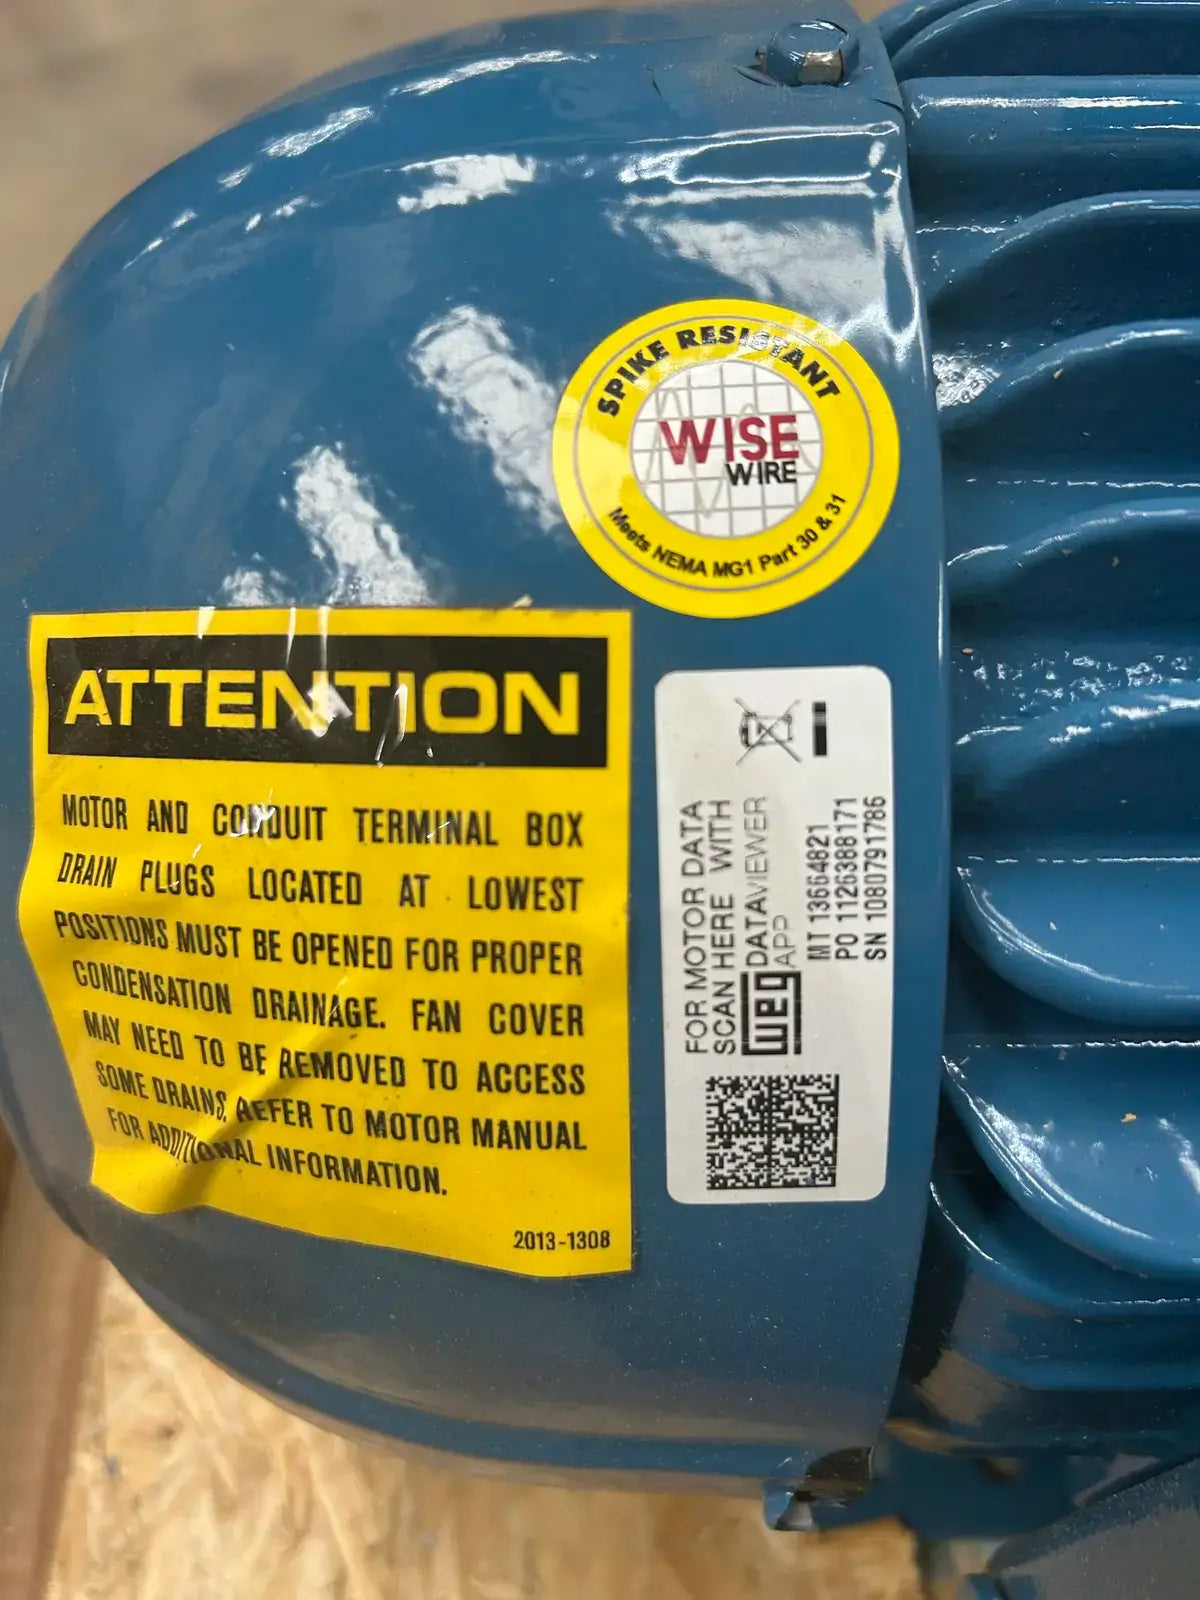 SPIKE RESISTANT
WISE
WIRE
Meets NEMA MG1 Part 30 & 31
ATTENTION
MOTOR AND CONDUIT TERMINAL BOX
DRAIN PLUGS LOCATED AT LOWEST
POSITIONS MUST BE OPENED FOR PROPER
CONDENSATION DRAINAGE. FAN COVER
MAY NEED TO BE REMOVED TO ACCESS
SOME DRAINS. REFER TO MOTOR MANUAL
FOR ADDITIONAL INFORMATION.
2013-1308
FOR MOTOR DATA
SCAN HERE WITH
WEG DATAVIEWER
APP
MT 13664821
PO 1126388171
SN 1080791786